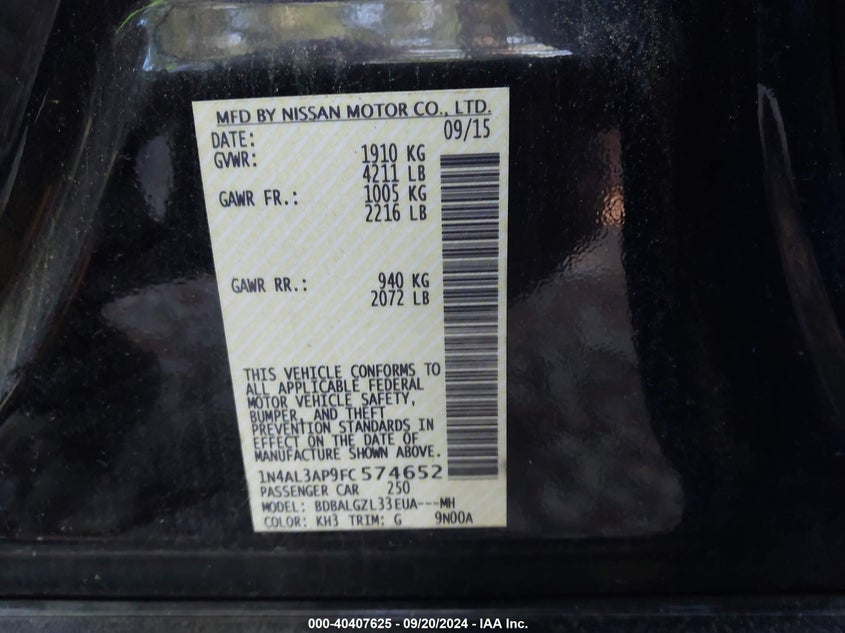 MFD BY NISSAN MOTOR CO., LTD.
DATE: 09/15
GVWR: 1910 KG
4211 LB
GAWR FR.: 1005 KG
2216 LB
GAWR RR.: 940 KG
2072 LB
THIS VEHICLE CONFORMS TO
ALL APPLICABLE FEDERAL
MOTOR VEHICLE SAFETY,
BUMPER, AND THEFT
PREVENTION STANDARDS IN
EFFECT ON THE DATE OF
MANUFACTURE SHOWN ABOVE.
1N4AL3AP9FC574652
PASSENGER CAR 250
MODEL: BDBALGZL33EUA---MH
COLOR: KH3 TRIM: G 9N00A
000-40407625 - 09/20/2024 - IAA Inc.